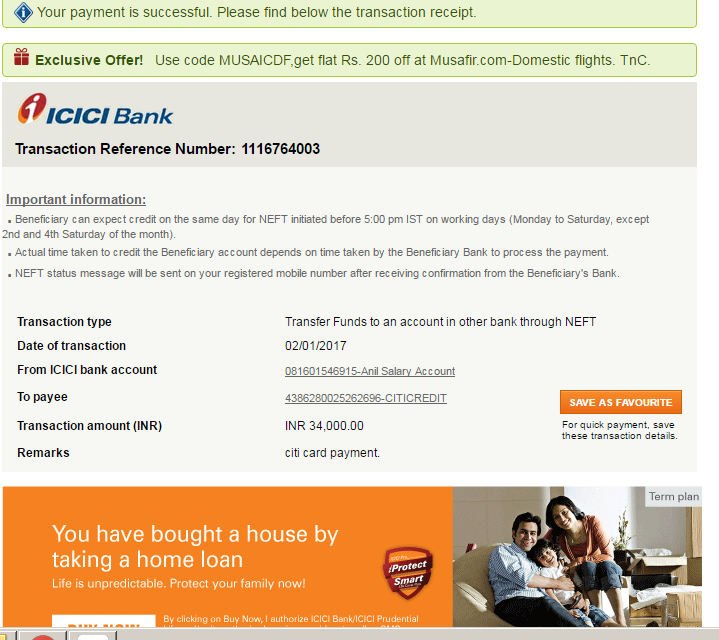 Your payment is successful. Please find below the transaction receipt.
Exclusive Offer! Use code MUSAICDF,get flat Rs. 200 off at Musafir.com-Domestic flights. TnC.
ICICI Bank
Transaction Reference Number: 1116764003
Important information:
Beneficiary can expect credit on the same day for NEFT initiated before 5:00 pm IST on working days (Monday to Saturday, except
2nd and 4th Saturday of the month).
Actual time taken to credit the Beneficiary account depends on time taken by the Beneficiary Bank to process the payment.
NEFT status message will be sent on your registered mobile number after receiving confirmation from the Beneficiary's Bank.
Transaction type Transfer Funds to an account in other bank through NEFT
Date of transaction 02/01/2017
From ICICI bank account 081601546915-Anil Salary Account
To payee 4386280025262696-CITICREDIT
SAVE AS FAVOURITE
Transaction amount (INR) INR 34,000.00
For quick payment, save
these transaction details.
Remarks citi card payment.
Term plan
You have bought a house by
taking a home loan
iProtect
Smart
Life is unpredictable. Protect your family now!
BUY NOW
By clicking on Buy Now, I authorize ICICI Bank/ICICI Prudential